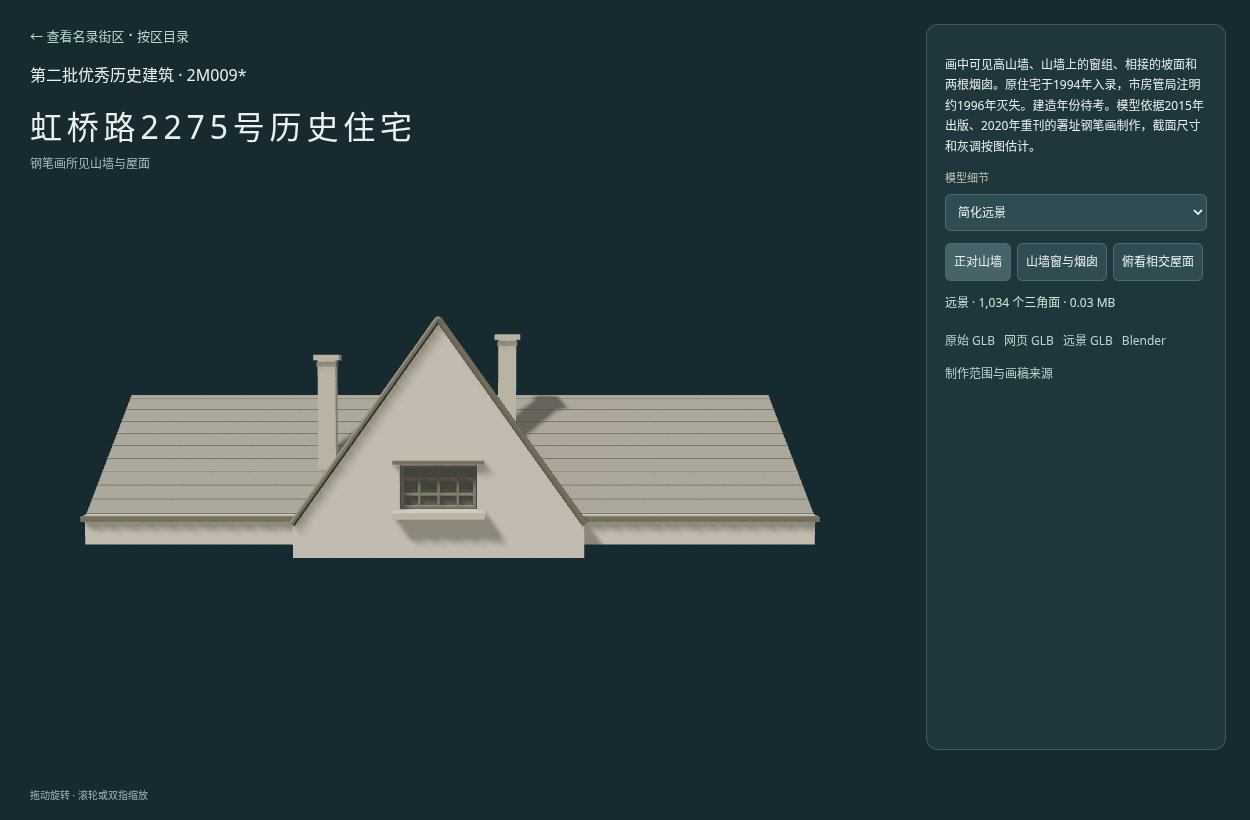 ← 查看名录街区 · 按区目录
第二批优秀历史建筑 · 2M009*
虹桥路2275号历史住宅
钢笔画所见山墙与屋面
画中可见高山墙、山墙上的窗组、相接的坡面和
两根烟囱。原住宅于1994年入录，市房管局注明
约1996年灭失。建造年份待考。模型依据2015年
出版、2020年重刊的署址钢笔画制作，截面尺寸
和灰调按图估计。
模型细节
简化远景
正对山墙 山墙窗与烟囱 俯看相交屋面
远景 · 1,034 个三角面 · 0.03 MB
原始 GLB 网页 GLB 远景 GLB Blender
制作范围与画稿来源
拖动旋转 · 滚轮或双指缩放